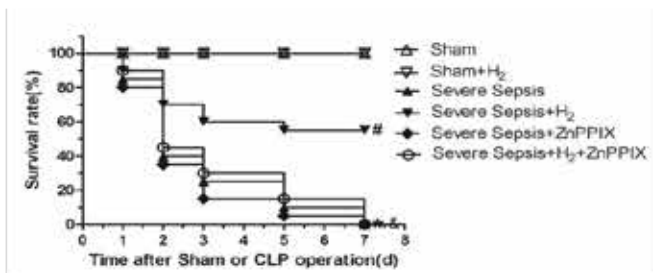 Survival rate(%)
100
80
60
40
20
0
0 1 2 3 4 5 6 7 8
Time after Sham or CLP operation(d)
#
* &
Sham
Sham+H2
Severe Sepsis
Severe Sepsis+H2
Severe Sepsis+ZnPPIX
Severe Sepsis+H2+ZnPPIX